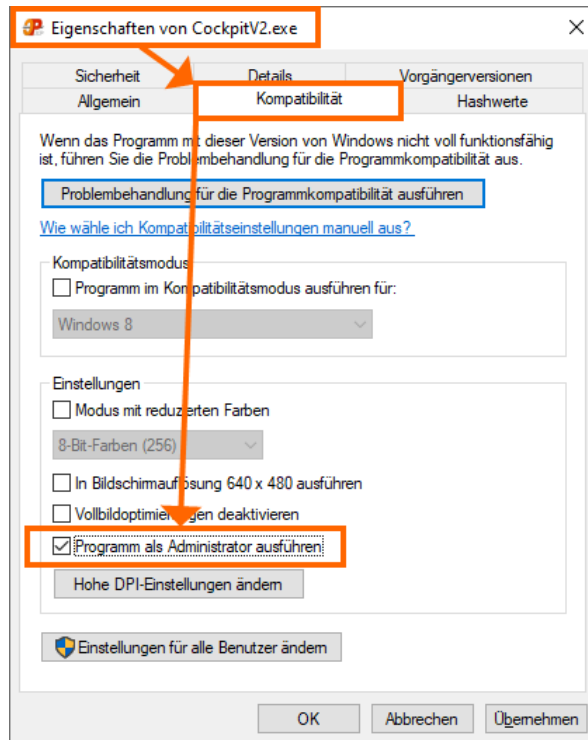 Eigenschaften von CockpitV2.exe
Sicherheit
Details
Vorgängerversionen
Allgemein
Kompatibilität
Hashwerte
Wenn das Programm mit dieser Version von Windows nicht voll funktionsfähig
ist, führen Sie die Problembehandlung für die Programmkompatibilität aus.
Problembehandlung für die Programmkompatibilität ausführen
Wie wähle ich Kompatibilitätseinstellungen manuell aus?
Kompatibilitätsmodus
Programm im Kompatibilitätsmodus ausführen für:
Windows 8
Einstellungen
Modus mit reduzierten Farben
8-Bit-Farben (256)
In Bildschirmauflösung 640 x 480 ausführen
Vollbildoptimierungen deaktivieren
Programm als Administrator ausführen
Hohe DPI-Einstellungen ändern
Einstellungen für alle Benutzer ändern
OK
Abbrechen
Übernehmen